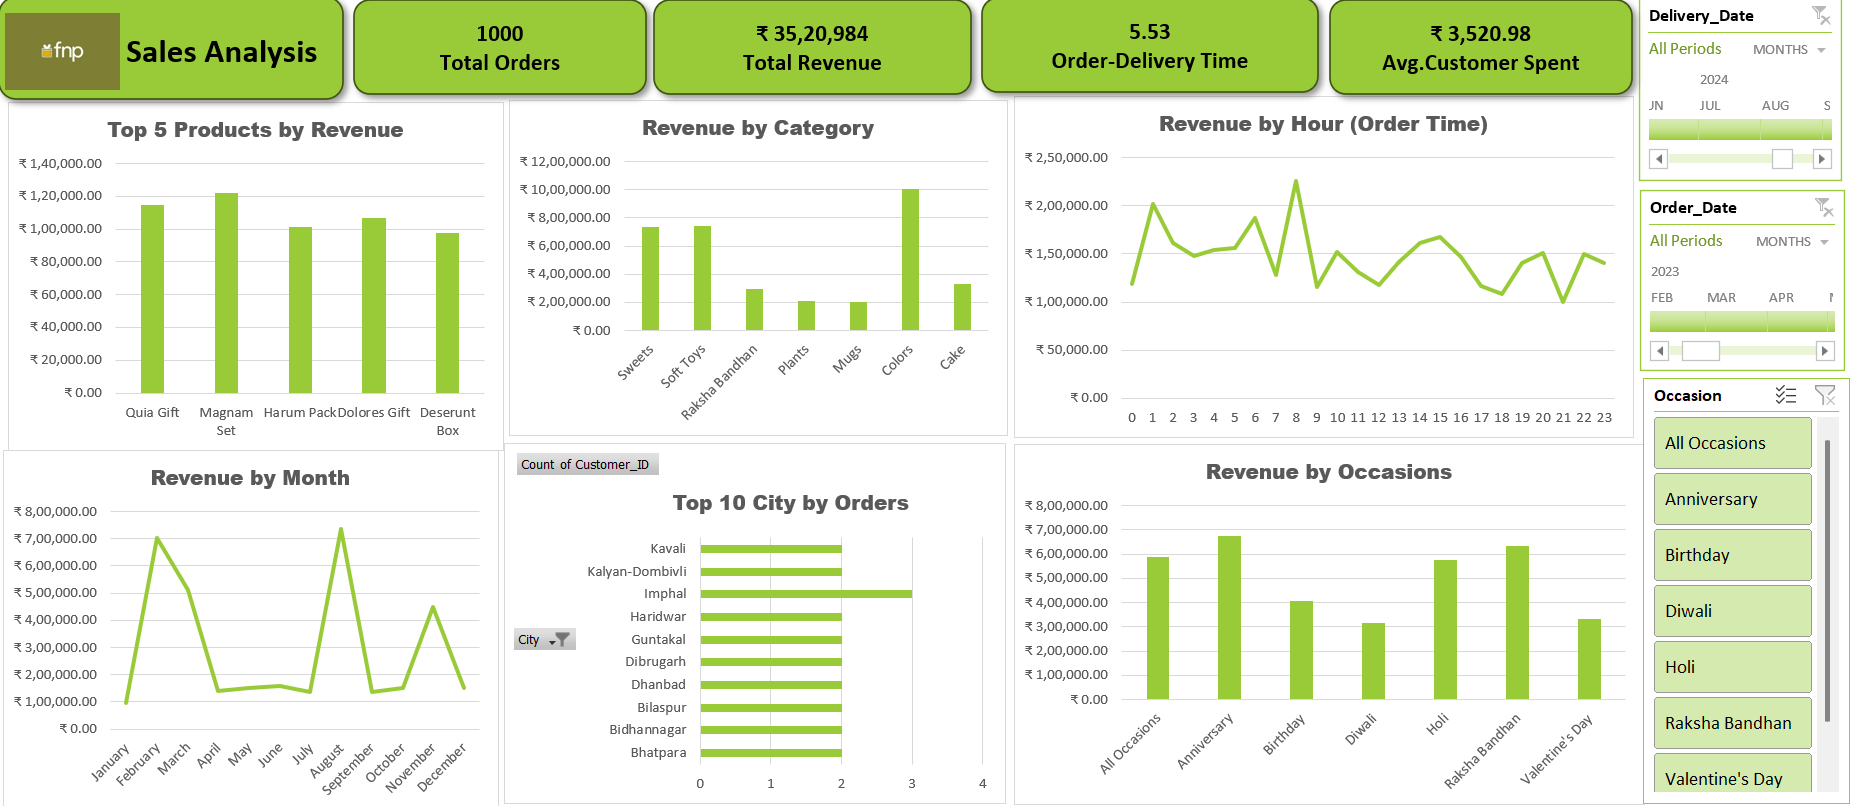 fnp
Sales Analysis
1000
Total Orders
₹ 35,20,984
Total Revenue
5.53
Order-Delivery Time
₹ 3,520.98
Avg.Customer Spent
Delivery_Date
All Periods
MONTHS
2024
JN JUL AUG S
Order_Date
All Periods
MONTHS
2023
FEB MAR APR
Occasion
All Occasions
Anniversary
Birthday
Diwali
Holi
Raksha Bandhan
Valentine's Day
Top 5 Products by Revenue
₹ 1,40,000.00
₹ 1,20,000.00
₹ 1,00,000.00
₹ 80,000.00
₹ 60,000.00
₹ 40,000.00
₹ 20,000.00
₹ 0.00
Quia Gift
Magnam Set
Harum Pack
Dolores Gift
Deserunt Box
Revenue by Category
₹ 12,00,000.00
₹ 10,00,000.00
₹ 8,00,000.00
₹ 6,00,000.00
₹ 4,00,000.00
₹ 2,00,000.00
₹ 0.00
Sweets
Soft Toys
Raksha Bandhan
Plants
Mugs
Colors
Cake
Revenue by Hour (Order Time)
₹ 2,50,000.00
₹ 2,00,000.00
₹ 1,50,000.00
₹ 1,00,000.00
₹ 50,000.00
₹ 0.00
0 1 2 3 4 5 6 7 8 9 10 11 12 13 14 15 16 17 18 19 20 21 22 23
Revenue by Month
₹ 8,00,000.00
₹ 7,00,000.00
₹ 6,00,000.00
₹ 5,00,000.00
₹ 4,00,000.00
₹ 3,00,000.00
₹ 2,00,000.00
₹ 1,00,000.00
₹ 0.00
January
February
March
April
May
June
July
August
September
October
November
December
Count of Customer_ID
Top 10 City by Orders
City
Kavali
Kalyan-Dombivli
Imphal
Haridwar
Guntakal
Dibrugarh
Dhanbad
Bilaspur
Bidhannagar
Bhatpara
0 1 2 3 4
Revenue by Occasions
₹ 8,00,000.00
₹ 7,00,000.00
₹ 6,00,000.00
₹ 5,00,000.00
₹ 4,00,000.00
₹ 3,00,000.00
₹ 2,00,000.00
₹ 1,00,000.00
₹ 0.00
All Occasions
Anniversary
Birthday
Diwali
Holi
Raksha Bandhan
Valentine's Day